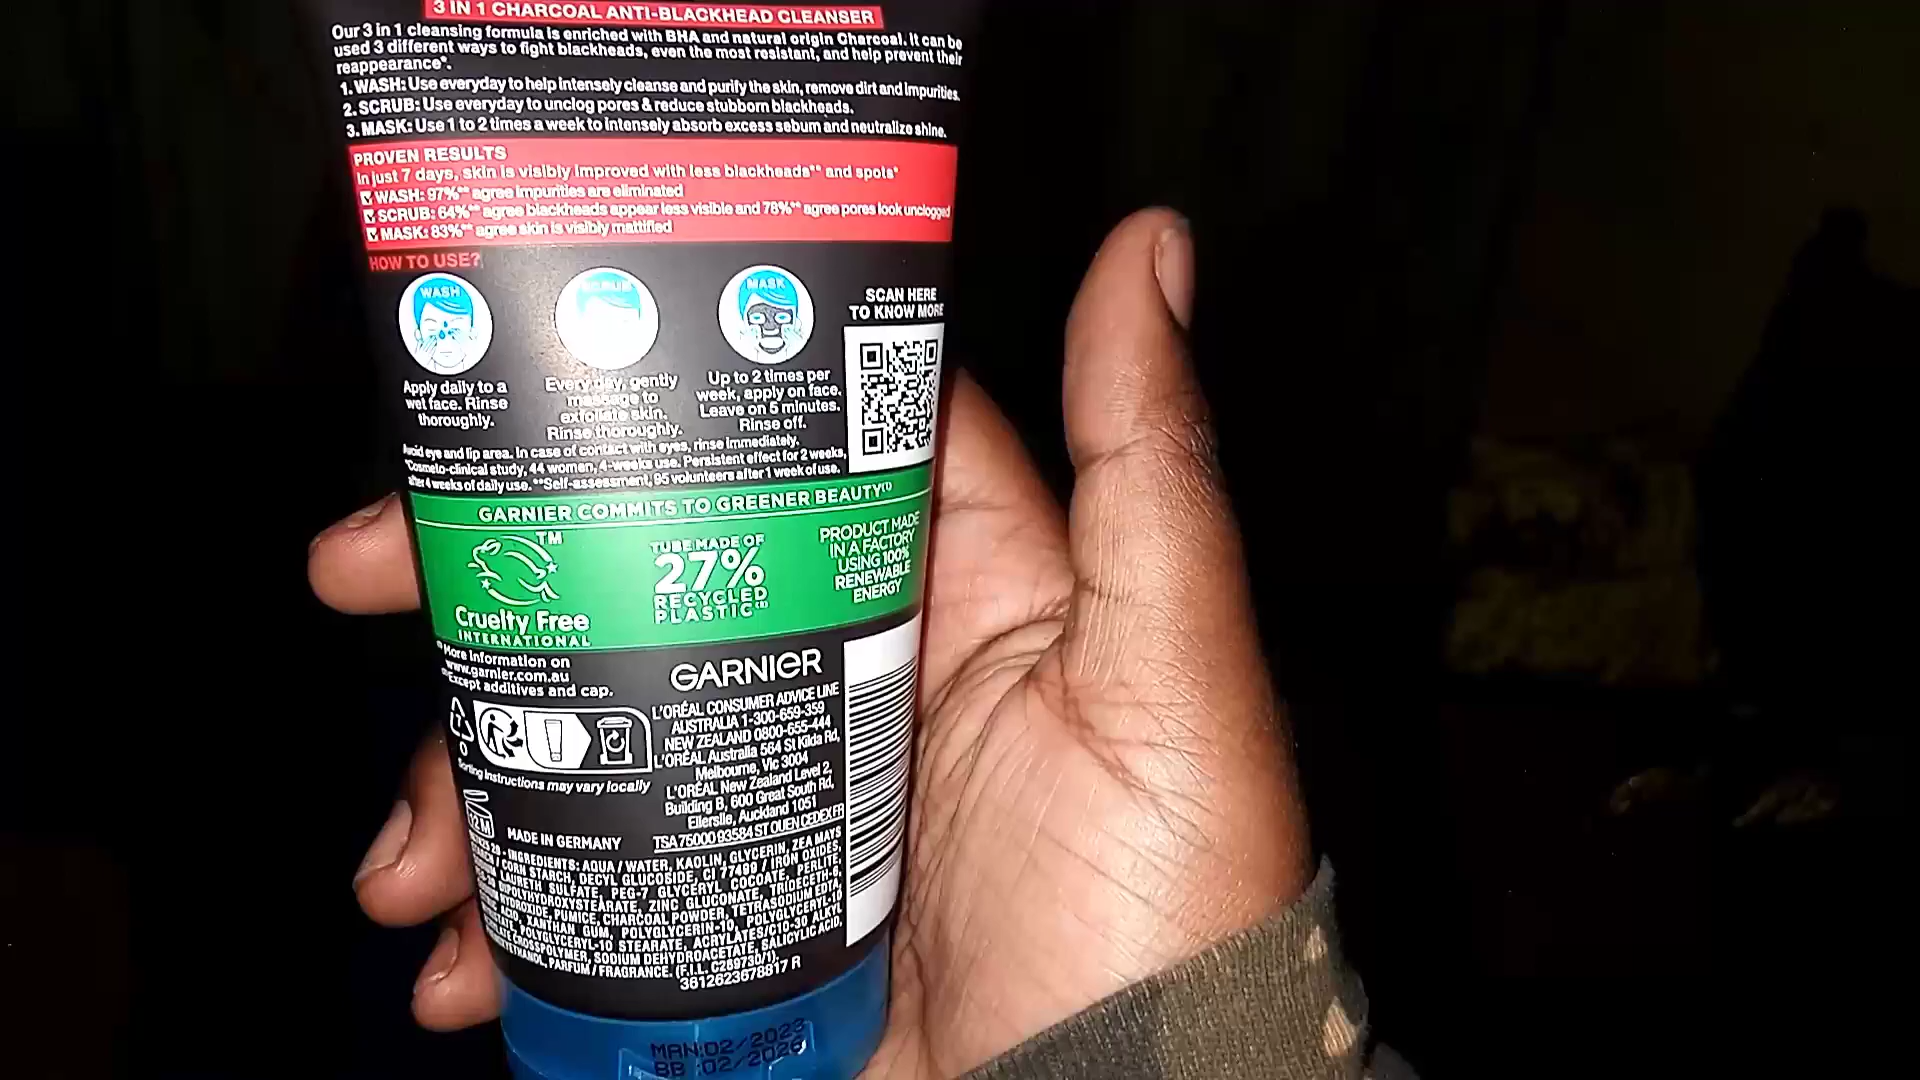 3 IN 1 CHARCOAL ANTI-BLACKHEAD CLEANSER
Our 3 in 1 cleansing formula is enriched with BHA and natural origin Charcoal. It can be
used 3 different ways to fight blackheads, even the most resistant, and help prevent their
reappearance*.
1. WASH: Use everyday to help intensely cleanse and purify the skin, remove dirt and impurities.
2. SCRUB: Use everyday to unclog pores & reduce stubborn blackheads.
3. MASK: Use 1 to 2 times a week to intensely absorb excess sebum and neutralize shine.
PROVEN RESULTS
In just 7 days, skin is visibly improved with less blackheads** and spots*
WASH: 97%** agree impurities are eliminated
SCRUB: 64%** agree blackheads appear less visible and 78%** agree pores look unclogged
MASK: 83%** agree skin is visibly mattified
HOW TO USE?
WASH
SCRUB
MASK
Apply daily to a
wet face. Rinse
thoroughly.
Every day, gently
massage to
exfoliate skin.
Rinse thoroughly.
Up to 2 times per
week, apply on face.
Leave on 5 minutes.
Rinse off.
SCAN HERE
TO KNOW MORE
Avoid eye and lip area. In case of contact with eyes, rinse immediately.
*Cosmeto-clinical study, 44 women, 4-weeks use. Persistent effect for 2 weeks,
after 4 weeks of daily use. **Self-assessment, 95 volunteers after 1 week of use.
GARNIER COMMITS TO GREENER BEAUTY(1)
TM
Cruelty Free
INTERNATIONAL
TUBE MADE OF
27%
RECYCLED
PLASTIC(2)
PRODUCT MADE
IN A FACTORY
USING 100%
RENEWABLE
ENERGY
(1)More Information on
www.garnier.com.au
(2)Except additives and cap.
Sorting instructions may vary locally
12 M
MADE IN GERMANY
GARNIER
L'ORÉAL CONSUMER ADVICE LINE
AUSTRALIA 1-300-659-359
NEW ZEALAND 0800-655-444
L'ORÉAL Australia 564 St Kilda Rd,
Melbourne, Vic 3004
L'ORÉAL New Zealand Level 2,
Building B, 600 Great South Rd,
Ellerslie, Auckland 1051
TSA 75000 93584 ST OUEN CEDEX FR
INGREDIENTS: AQUA / WATER, KAOLIN, GLYCERIN, ZEA MAYS
STARCH / CORN STARCH, DECYL GLUCOSIDE, CI 77499 / IRON OXIDES,
LAURETH SULFATE, PEG-7 GLYCERYL COCOATE, PERLITE,
DIPOLYHYDROXYSTEARATE, ZINC GLUCONATE, TRIDECETH-6,
HYDROXIDE, PUMICE, CHARCOAL POWDER, TETRASODIUM EDTA,
ACID, XANTHAN GUM, POLYGLYCERIN-10, POLYGLYCERYL-10
POLYGLYCERYL-10 STEARATE, ACRYLATES/C10-30 ALKYL
CROSSPOLYMER, SODIUM DEHYDROACETATE, SALICYLIC ACID,
PARFUM / FRAGRANCE. (F.I.L. C269730/1).
3612623678817 R
MAN:02/2023
BB :02/2026